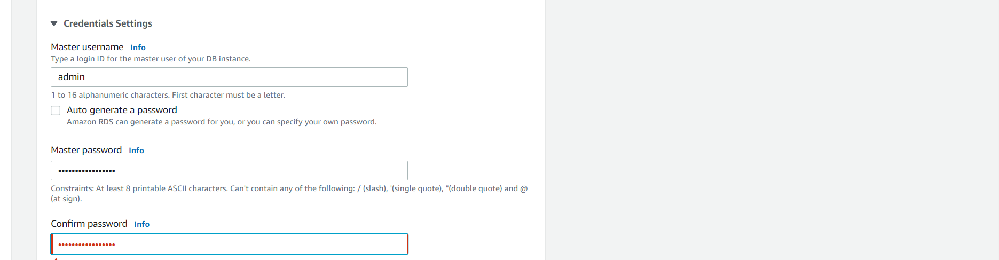 Credentials Settings
Master username Info
Type a login ID for the master user of your DB instance.
admin
1 to 16 alphanumeric characters. First character must be a letter.
Auto generate a password
Amazon RDS can generate a password for you, or you can specify your own password.
Master password Info
•••••••••••••••••
Constraints: At least 8 printable ASCII characters. Can't contain any of the following: / (slash), '(single quote), "(double quote) and @
(at sign).
Confirm password Info
•••••••••••••••••